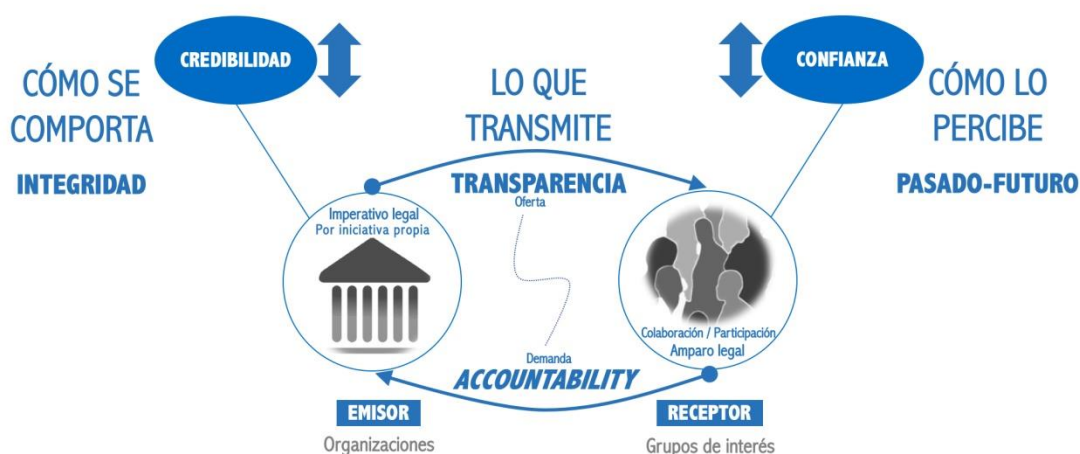 CREDIBILIDAD
CONFIANZA
CÓMO SE
COMPORTA
INTEGRIDAD
LO QUE
TRANSMITE
CÓMO LO
PERCIBE
PASADO-FUTURO
TRANSPARENCIA
Oferta
Imperativo legal
Por iniciativa propia
Colaboración / Participación
Amparo legal
Demanda
ACCOUNTABILITY
EMISOR
Organizaciones
RECEPTOR
Grupos de interés